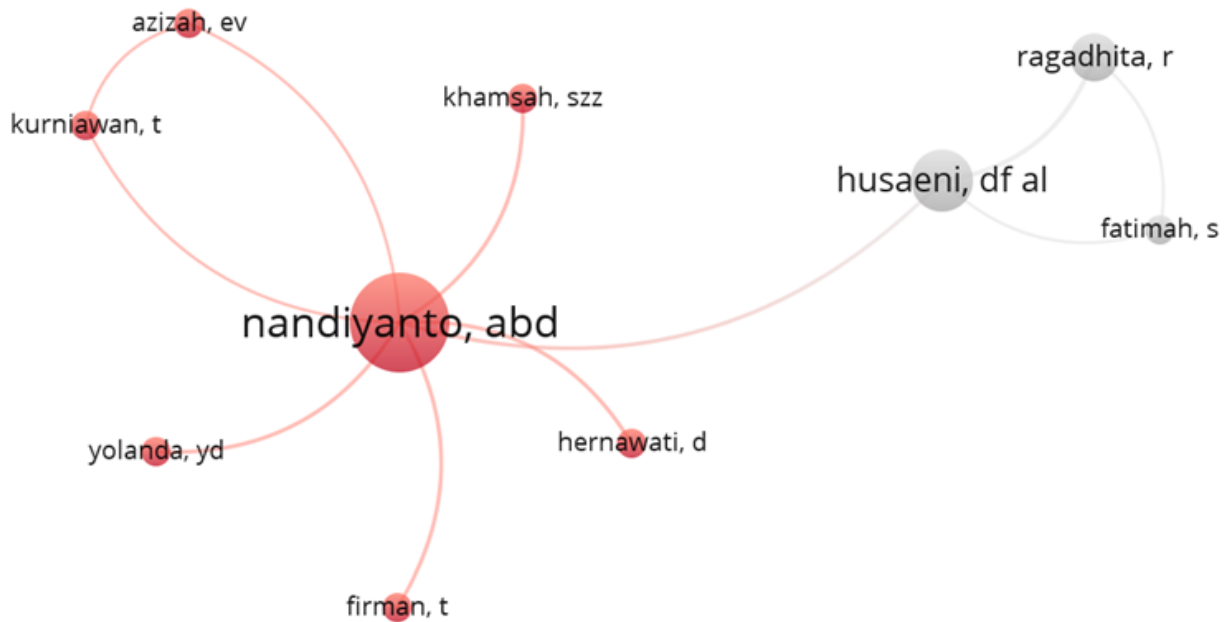 azizah, ev
ragadhita, r
khamsah, szz
kurniawan, t
husaeni, df al
fatimah, s
nandiyanto, abd
hernawati, d
yolanda, yd
firman, t